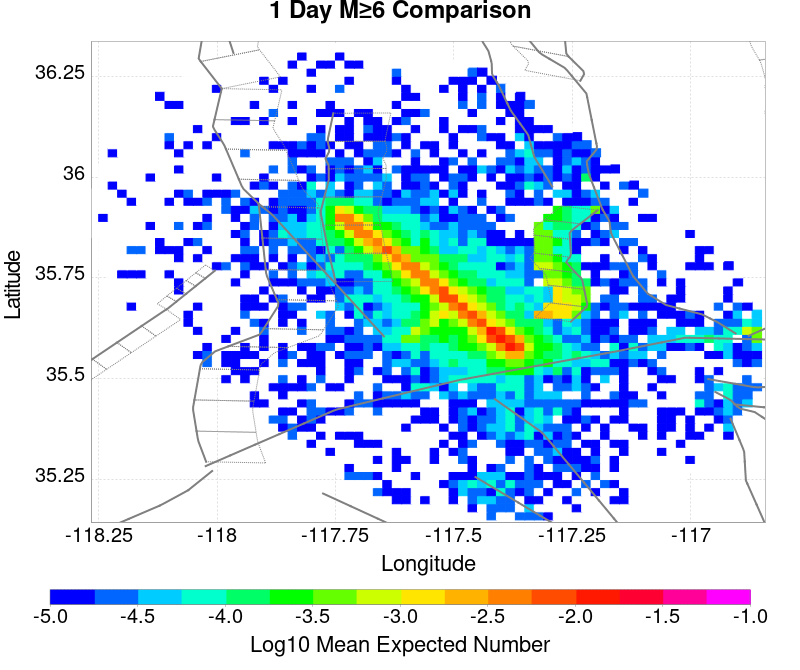 1 Day M≥6 Comparison
36.25
36
35.75
35.5
35.25
Latitude
-118.25 -118 -117.75 -117.5 -117.25 -117
Longitude
-5.0 -4.5 -4.0 -3.5 -3.0 -2.5 -2.0 -1.5 -1.0
Log10 Mean Expected Number